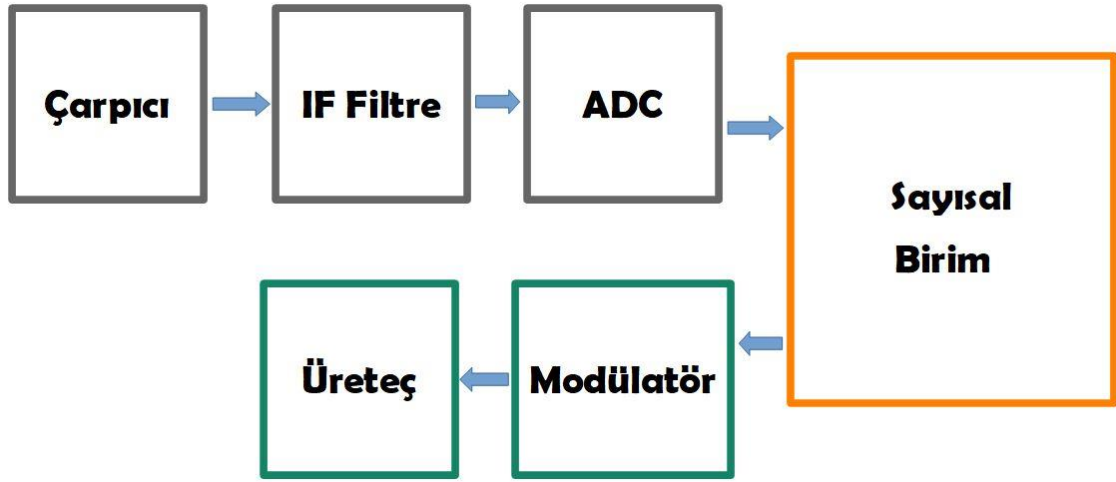 Çarpıcı
IF Filtre
ADC
Sayısal
Birim
Üreteç
Modülatör